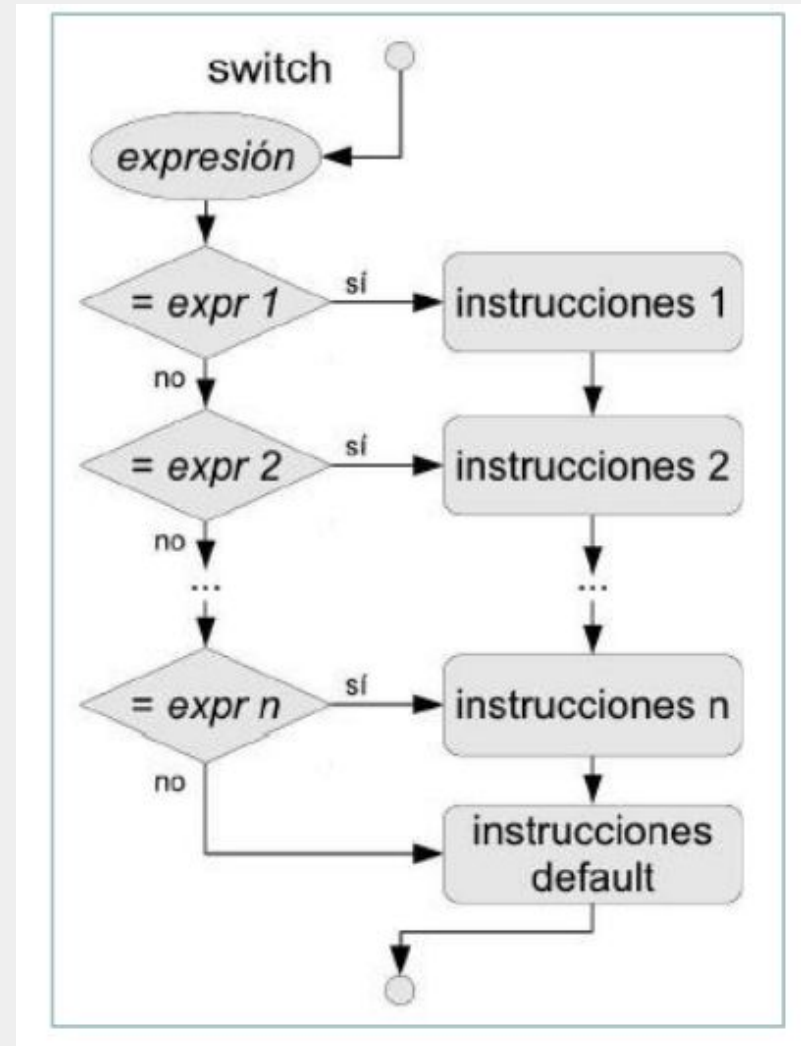 switch
expresión
= expr 1
sí
instrucciones 1
no
= expr 2
sí
instrucciones 2
no
...
...
= expr n
sí
instrucciones n
no
instrucciones
default